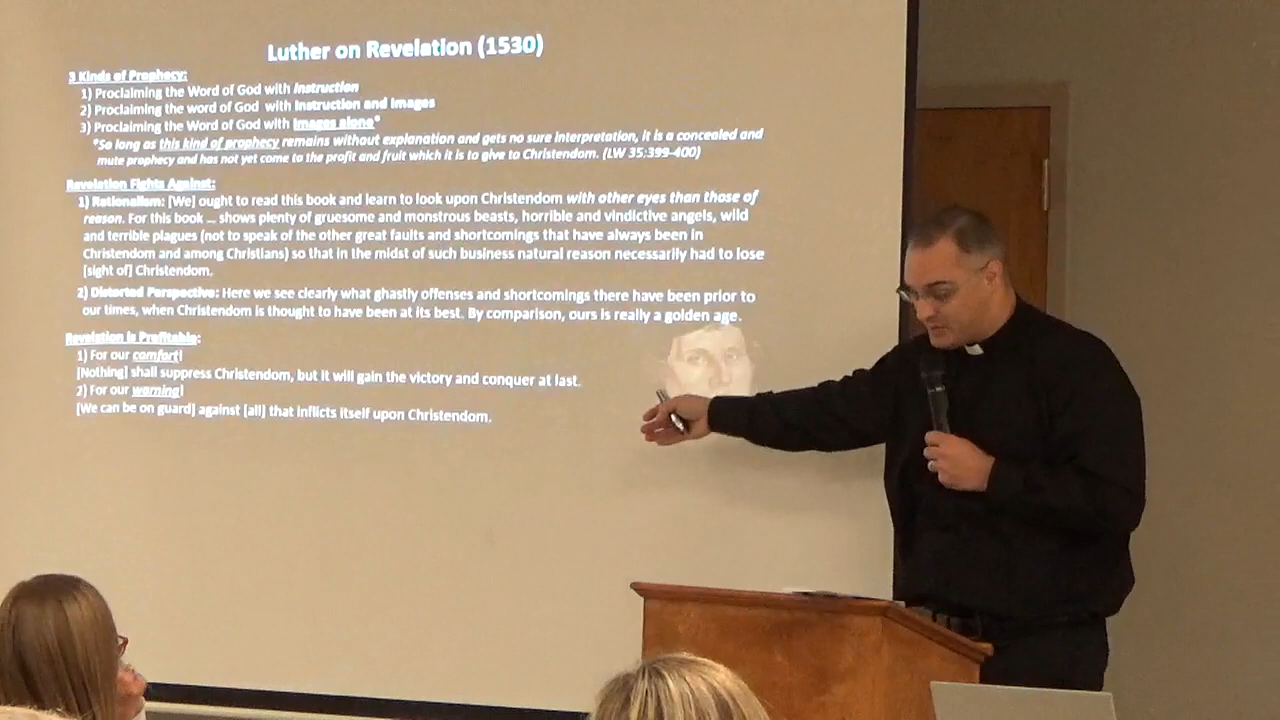 Luther on Revelation (1530)
3 Kinds of Prophecy:
1) Proclaiming the Word of God with Instruction
2) Proclaiming the word of God with Instruction and Images
3) Proclaiming the Word of God with Images alone*
*So long as this kind of prophecy remains without explanation and gets no sure interpretation, it is a concealed and
mute prophecy and has not yet come to the profit and fruit which it is to give to Christendom. (LW 35:399-400)
Revelation Fights Against:
1) Rationalism: [We] ought to read this book and learn to look upon Christendom with other eyes than those of
reason. For this book ... shows plenty of gruesome and monstrous beasts, horrible and vindictive angels, wild
and terrible plagues (not to speak of the other great faults and shortcomings that have always been in
Christendom and among Christians) so that in the midst of such business natural reason necessarily had to lose
[sight of] Christendom.
2) Distorted Perspective: Here we see clearly what ghastly offenses and shortcomings there have been prior to
our times, when Christendom is thought to have been at its best. By comparison, ours is really a golden age.
Revelation is Profitable:
1) For our comfort!
[Nothing] shall suppress Christendom, but it will gain the victory and conquer at last.
2) For our warning!
[We can be on guard] against [all] that inflicts itself upon Christendom.